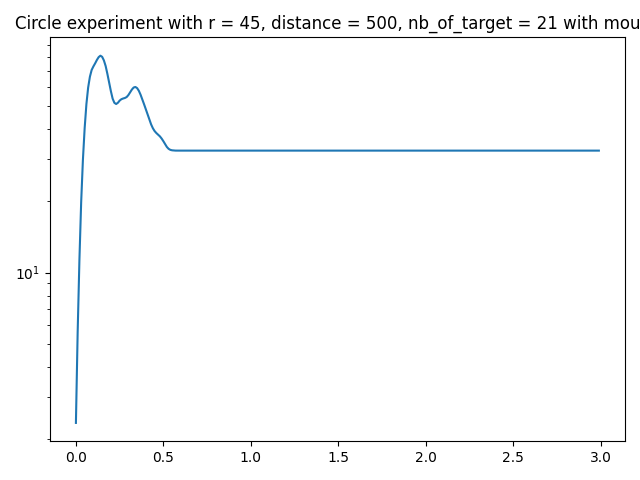 Circle experiment with r = 45, distance = 500, nb_of_target = 21 with mou
10¹
0.0 0.5 1.0 1.5 2.0 2.5 3.0